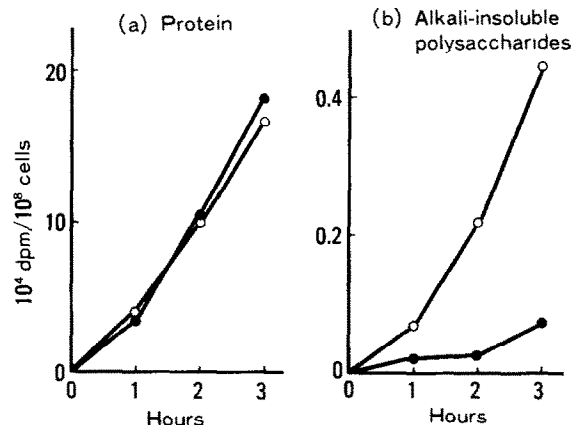 (a) Protein
(b) Alkali-insoluble
polysaccharides
10⁴ dpm/10⁸ cells
20
10
0
0 1 2 3
Hours
0.4
0.2
0
0 1 2 3
Hours